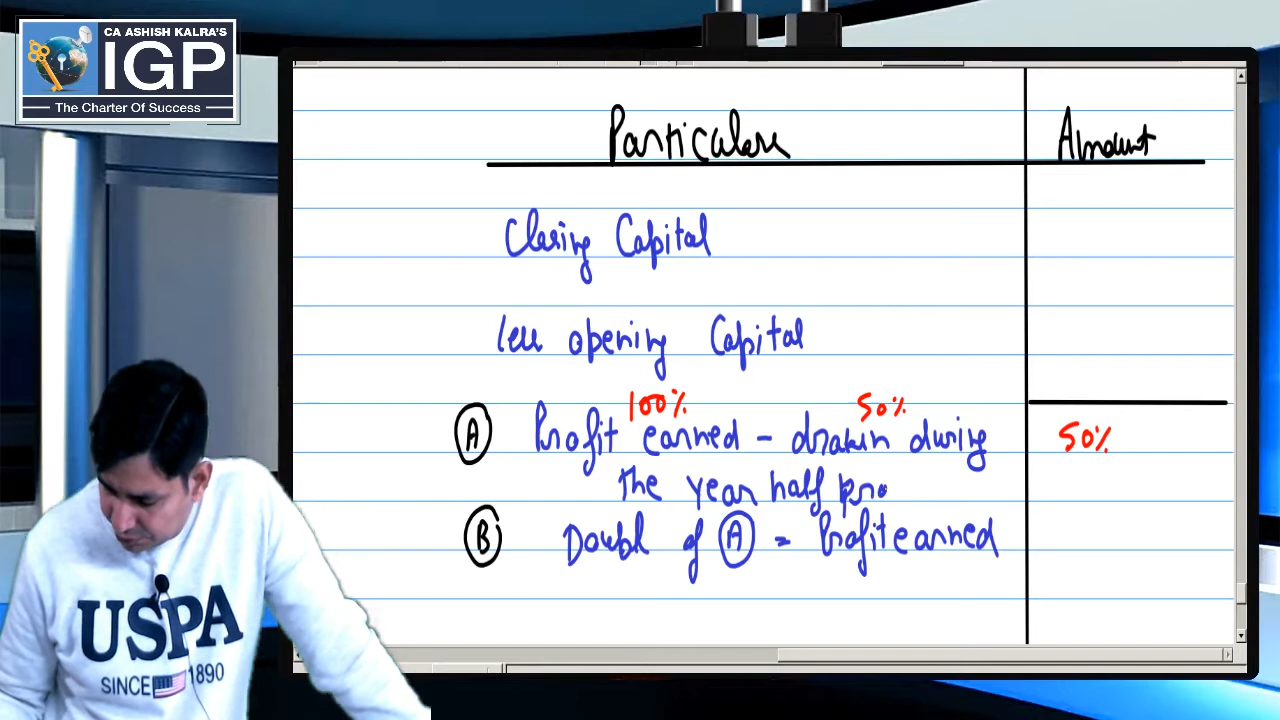 CA ASHISH KALRA'S
IGP
The Charter Of Success
Particulars Amount
Closing Capital
less opening Capital
100% 50%
A Profit earned - drawn during 50%
the year half pro
B Double of A = Profit earned
USPA
SINCE 1890